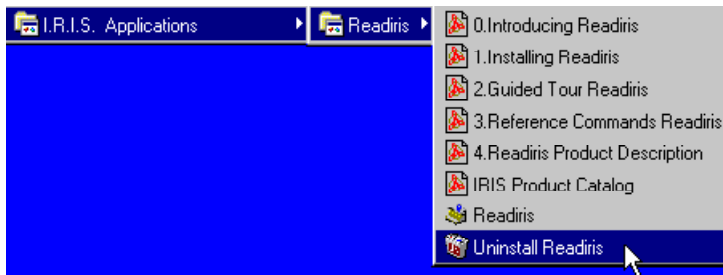 I.R.I.S. Applications
Readiris
0.Introducing Readiris
1.Installing Readiris
2.Guided Tour Readiris
3.Reference Commands Readiris
4.Readiris Product Description
IRIS Product Catalog
Readiris
Uninstall Readiris